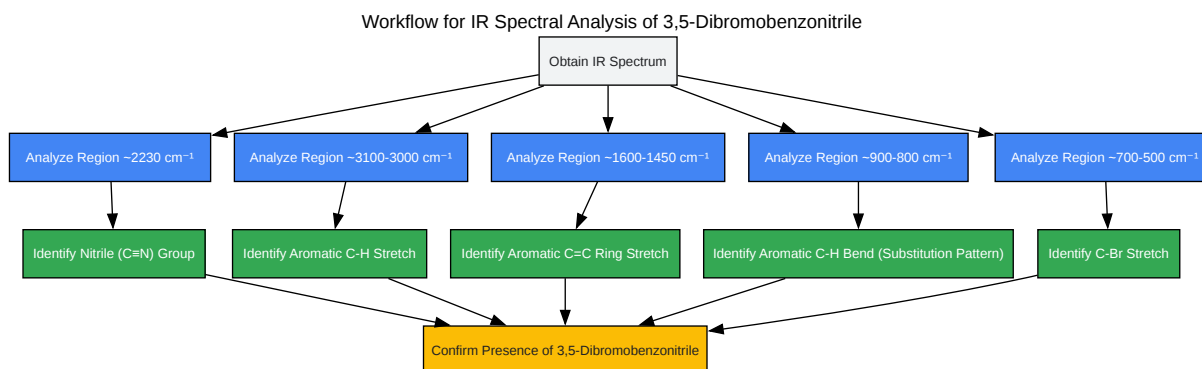 Workflow for IR Spectral Analysis of 3,5-Dibromobenzonitrile
Obtain IR Spectrum
Analyze Region ~2230 cm⁻¹
Analyze Region ~3100-3000 cm⁻¹
Analyze Region ~1600-1450 cm⁻¹
Analyze Region ~900-800 cm⁻¹
Analyze Region ~700-500 cm⁻¹
Identify Nitrile (C≡N) Group
Identify Aromatic C-H Stretch
Identify Aromatic C=C Ring Stretch
Identify Aromatic C-H Bend (Substitution Pattern)
Identify C-Br Stretch
Confirm Presence of 3,5-Dibromobenzonitrile